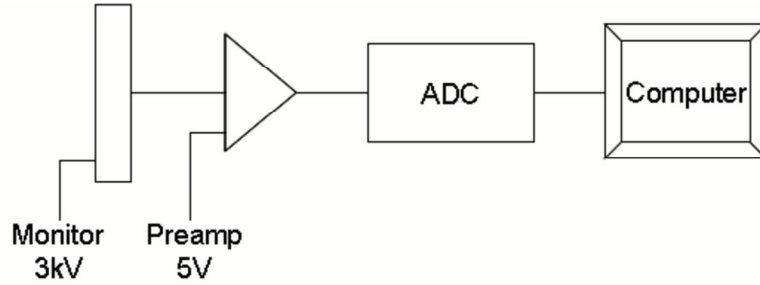 ADC
Computer
Monitor
3kV
Preamp
5V